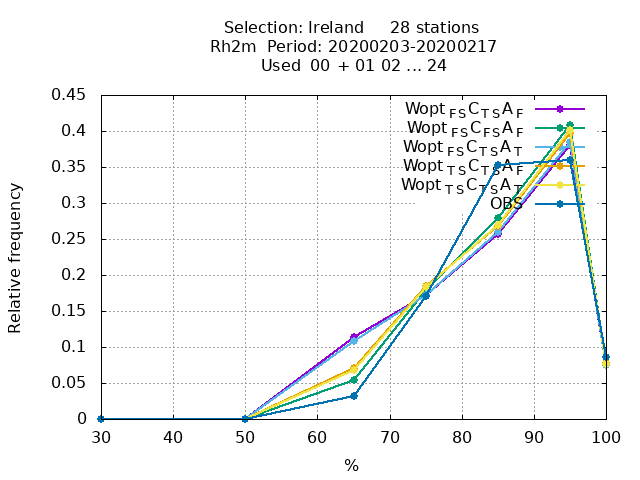 Selection: Ireland 28 stations
Rh2m Period: 20200203-20200217
Used 00 + 01 02 ... 24
0.45
0.4
0.35
0.3
0.25
0.2
0.15
0.1
0.05
0
Relative frequency
Wopt FS C TS A F
Wopt FS C FS A F
Wopt FS C TS A T
Wopt TS C TS A F
Wopt TS C TS A T
OBS
30 40 50 60 70 80 90 100
%